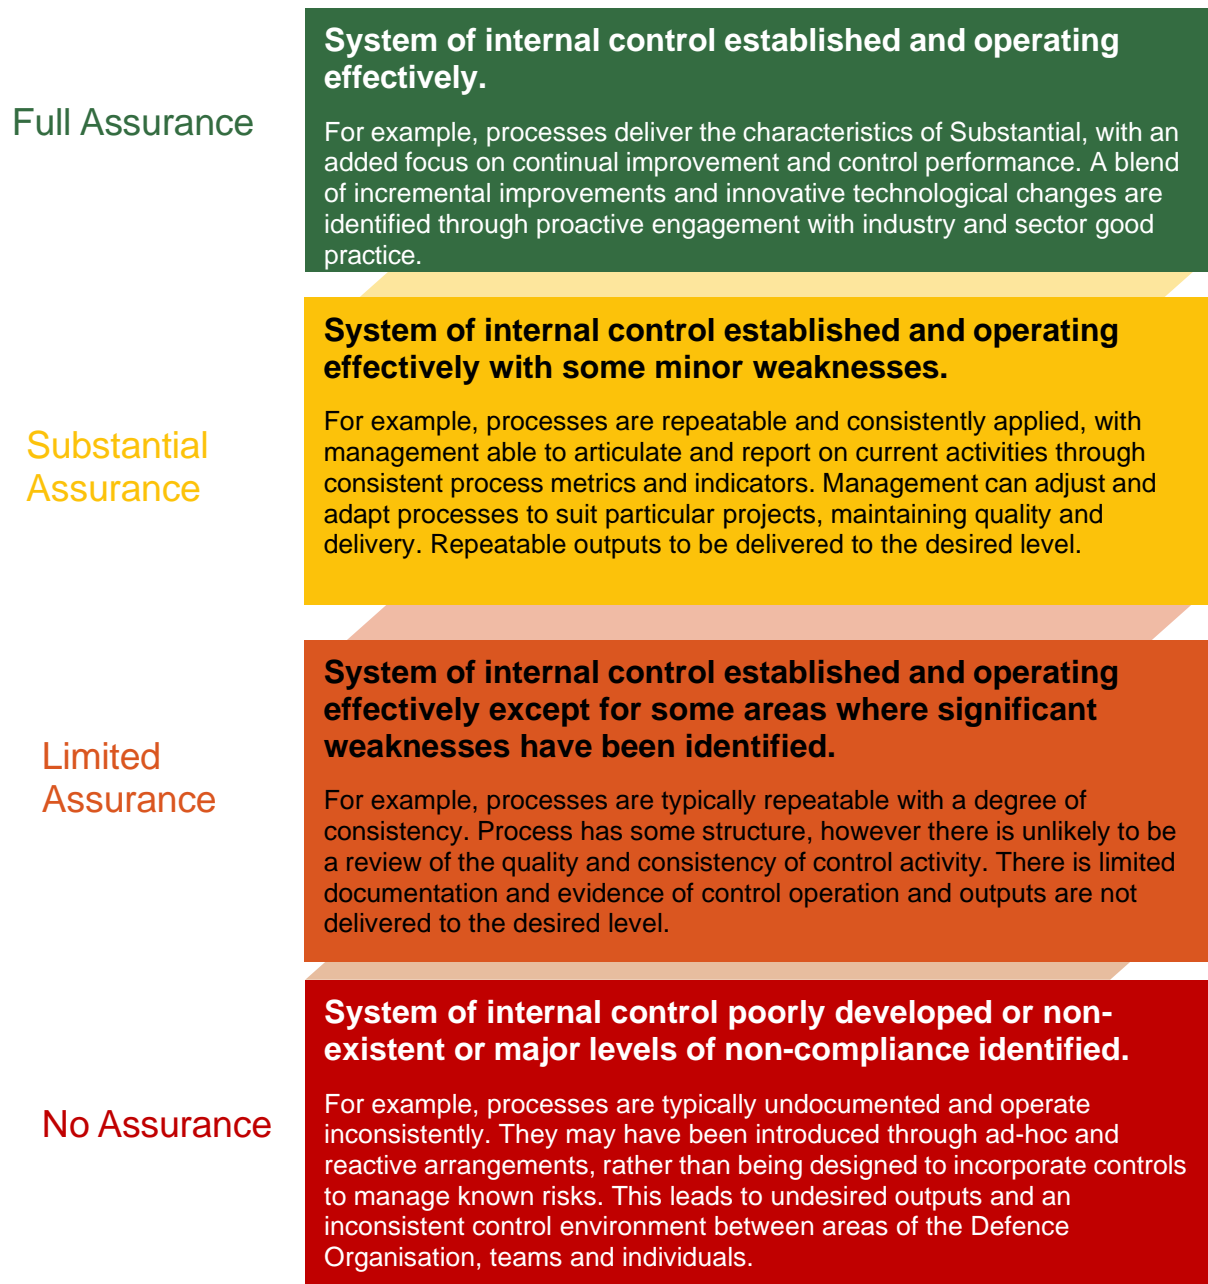 Full Assurance
System of internal control established and operating
effectively.
For example, processes deliver the characteristics of Substantial, with an
added focus on continual improvement and control performance. A blend
of incremental improvements and innovative technological changes are
identified through proactive engagement with industry and sector good
practice.
Substantial
Assurance
System of internal control established and operating
effectively with some minor weaknesses.
For example, processes are repeatable and consistently applied, with
management able to articulate and report on current activities through
consistent process metrics and indicators. Management can adjust and
adapt processes to suit particular projects, maintaining quality and
delivery. Repeatable outputs to be delivered to the desired level.
Limited
Assurance
System of internal control established and operating
effectively except for some areas where significant
weaknesses have been identified.
For example, processes are typically repeatable with a degree of
consistency. Process has some structure, however there is unlikely to be
a review of the quality and consistency of control activity. There is limited
documentation and evidence of control operation and outputs are not
delivered to the desired level.
No Assurance
System of internal control poorly developed or non-
existent or major levels of non-compliance identified.
For example, processes are typically undocumented and operate
inconsistently. They may have been introduced through ad-hoc and
reactive arrangements, rather than being designed to incorporate controls
to manage known risks. This leads to undesired outputs and an
inconsistent control environment between areas of the Defence
Organisation, teams and individuals.